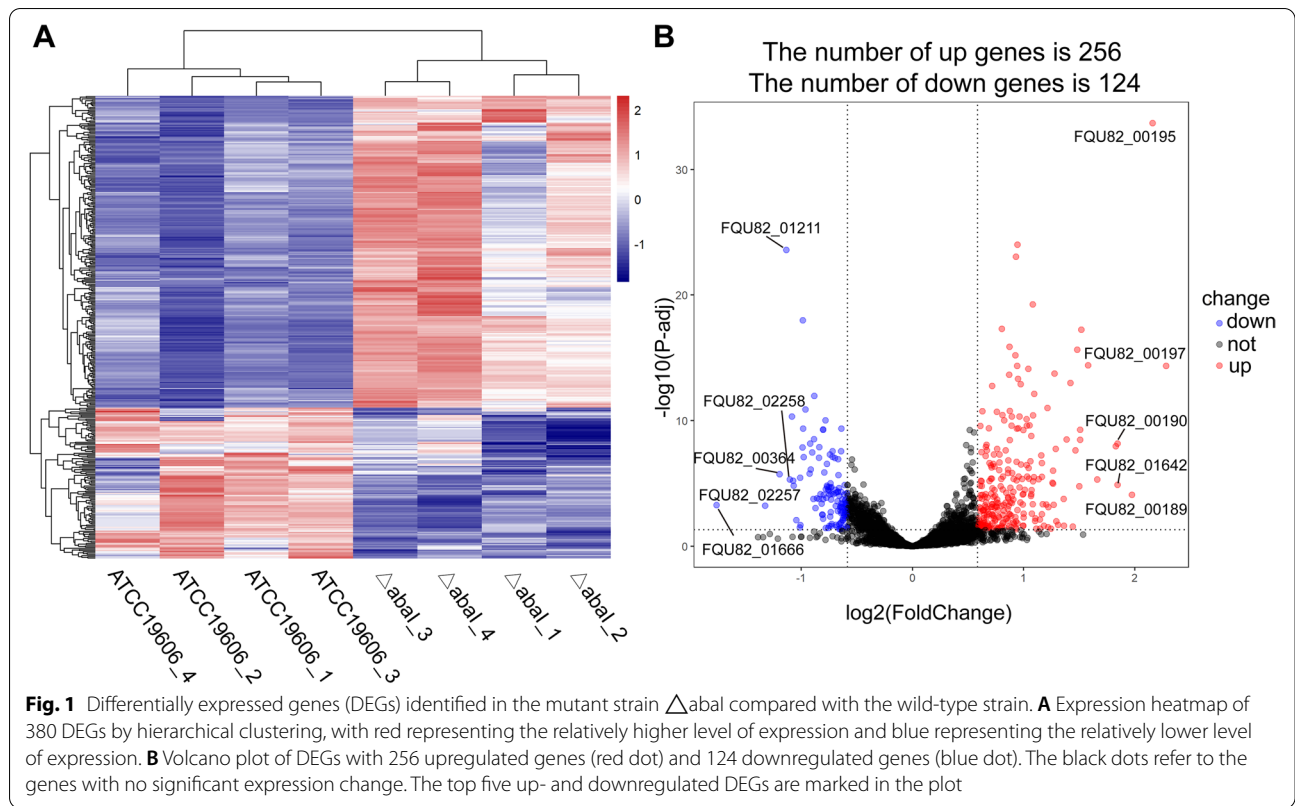 A
2
1
0
-1
ATCC19606_4
ATCC19606_2
ATCC19606_1
ATCC19606_3
△abaI_3
△abaI_4
△abaI_1
△abaI_2
B
The number of up genes is 256
The number of down genes is 124
-log10(P-adj)
30
20
10
0
-1
0
1
2
log2(FoldChange)
FQU82_00195
FQU82_01211
FQU82_00197
FQU82_02258
FQU82_00190
FQU82_00364
FQU82_01642
FQU82_02257
FQU82_00189
FQU82_01666
change
down
not
up
Fig. 1 Differentially expressed genes (DEGs) identified in the mutant strain △abaI compared with the wild-type strain. A Expression heatmap of
380 DEGs by hierarchical clustering, with red representing the relatively higher level of expression and blue representing the relatively lower level
of expression. B Volcano plot of DEGs with 256 upregulated genes (red dot) and 124 downregulated genes (blue dot). The black dots refer to the
genes with no significant expression change. The top five up- and downregulated DEGs are marked in the plot